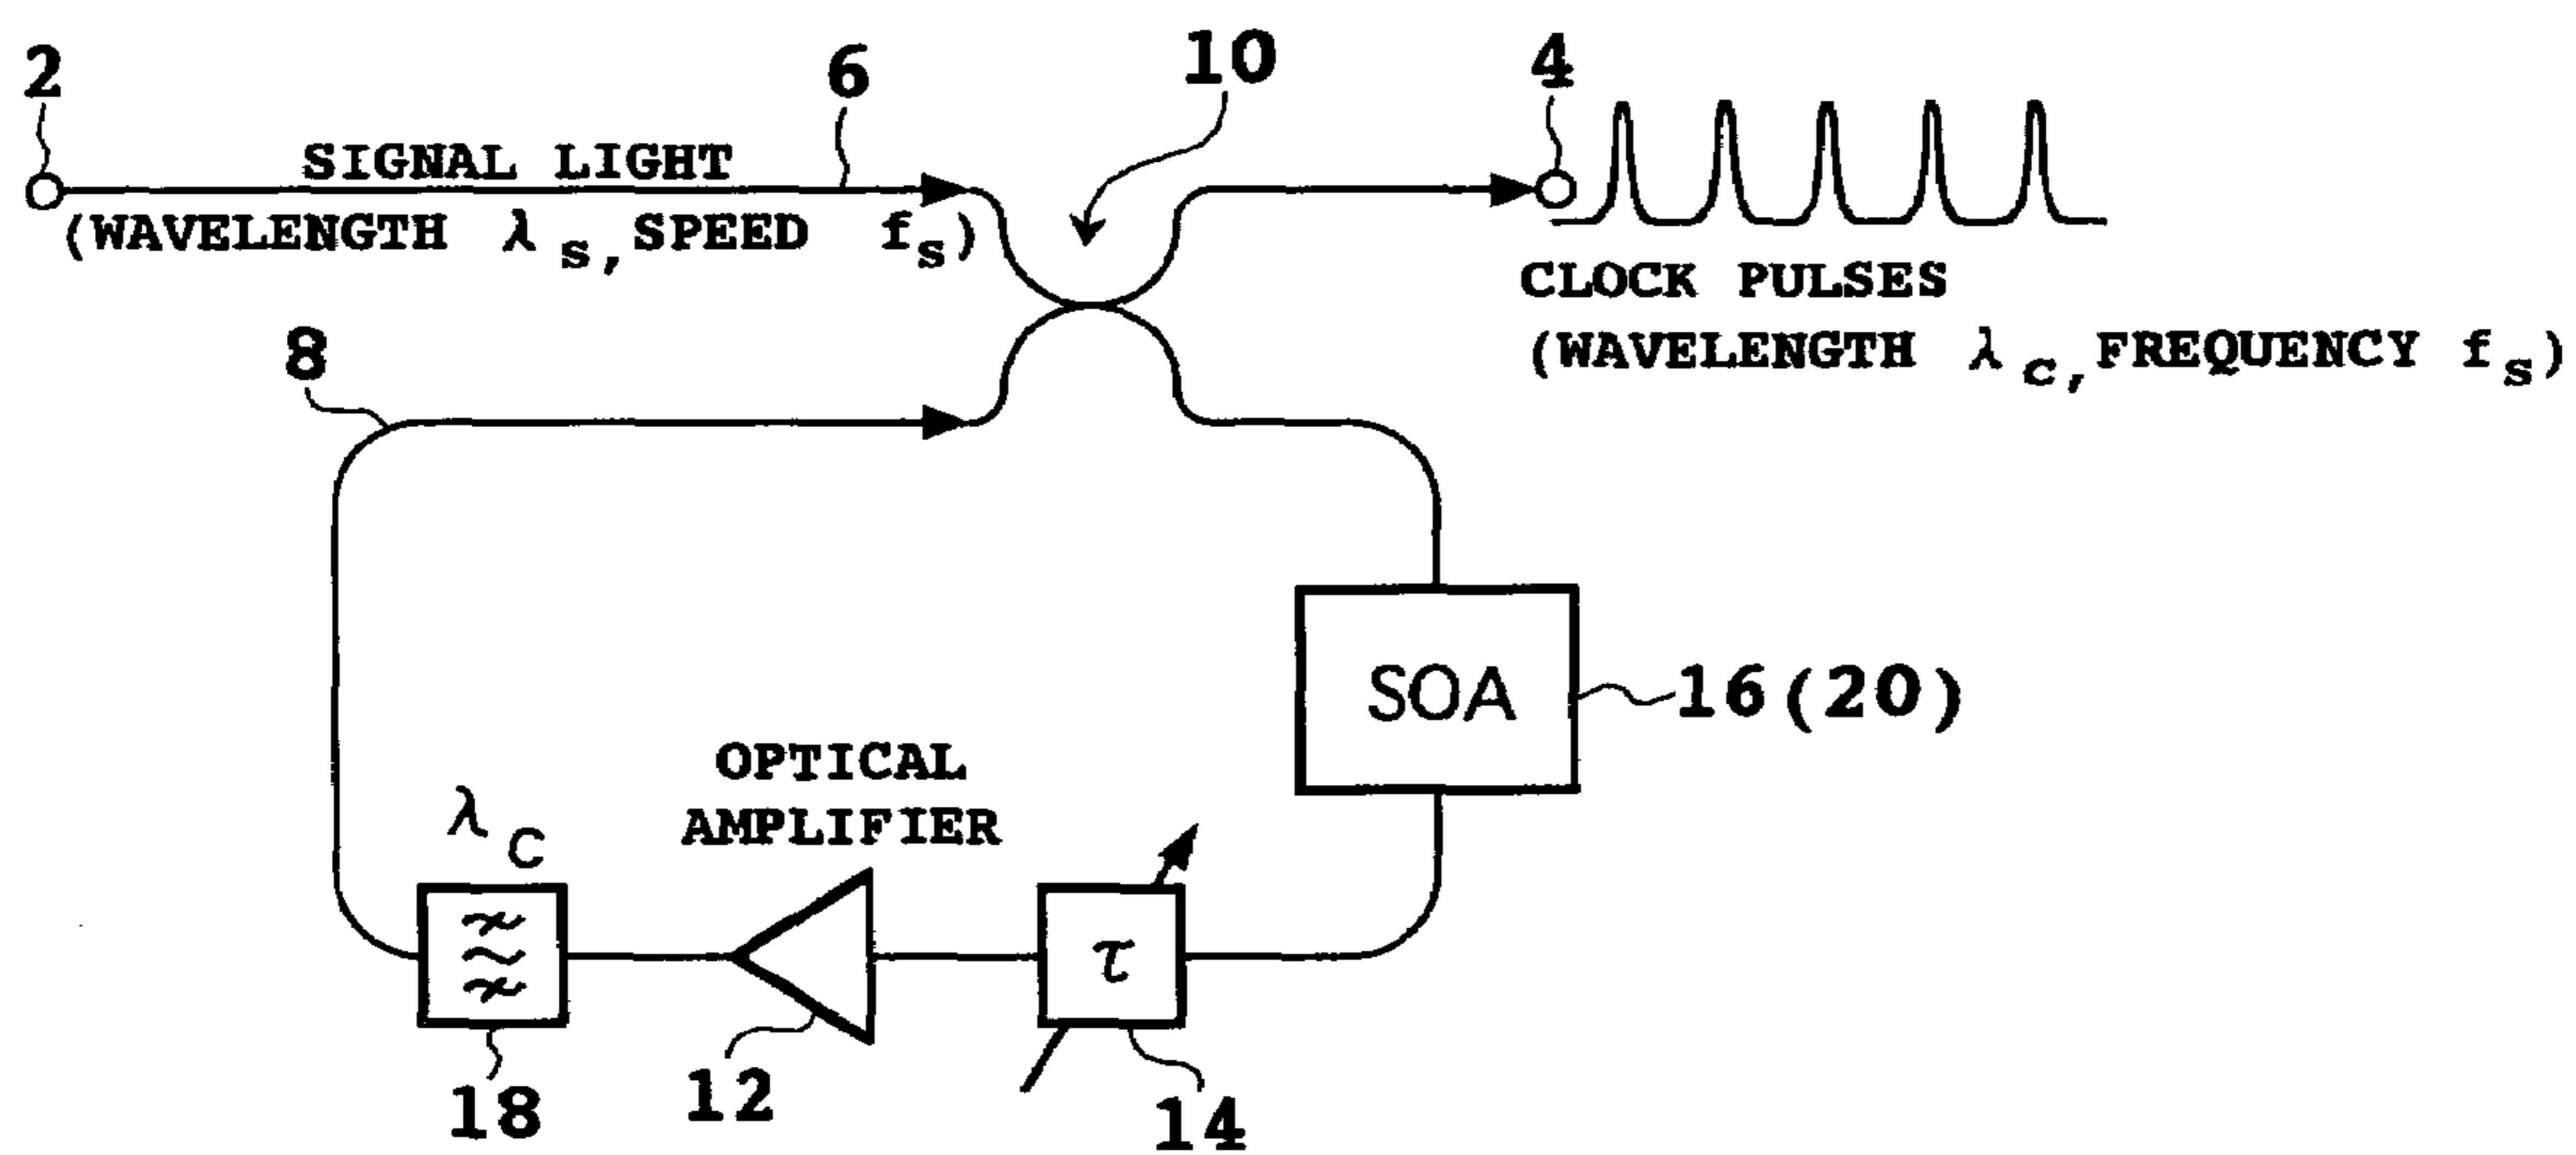 2
6
10
4
SIGNAL LIGHT
(WAVELENGTH λs, SPEED fs)
CLOCK PULSES
(WAVELENGTH λc, FREQUENCY fs)
8
SOA
16(20)
OPTICAL
AMPLIFIER
λC
τ
18
12
14